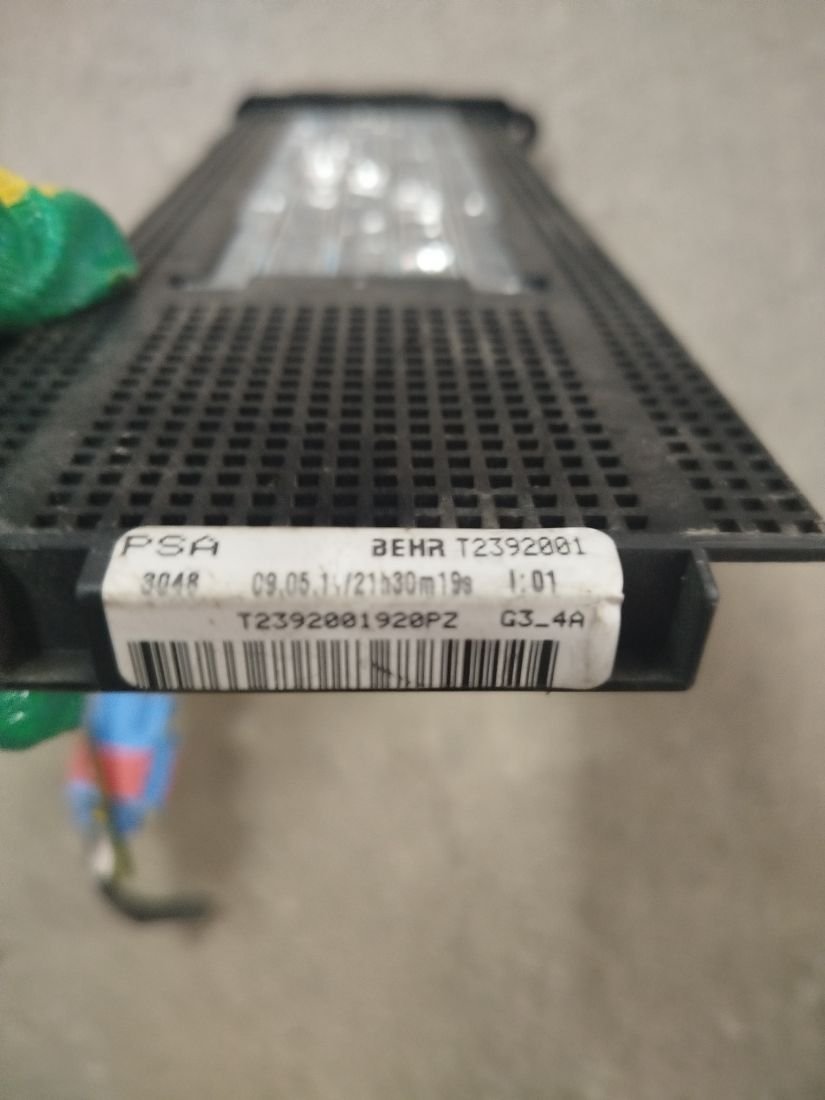 PSA BEHR T2392001
3048 I:01
T2392001920PZ G3_4A